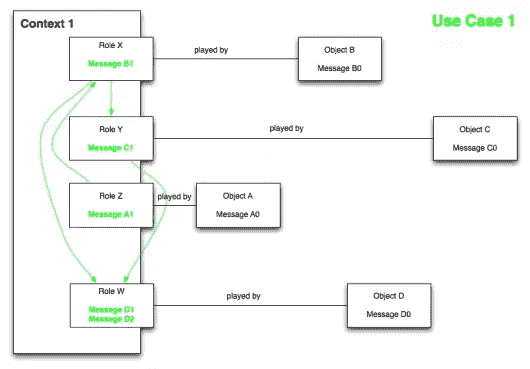 Context 1
Use Case 1
Role X
Message B1
played by
Object B
Message B0
Role Y
Message C1
played by
Object C
Message C0
Role Z
Message A1
played by
Object A
Message A0
Role W
Message D1
Message D2
played by
Object D
Message D0